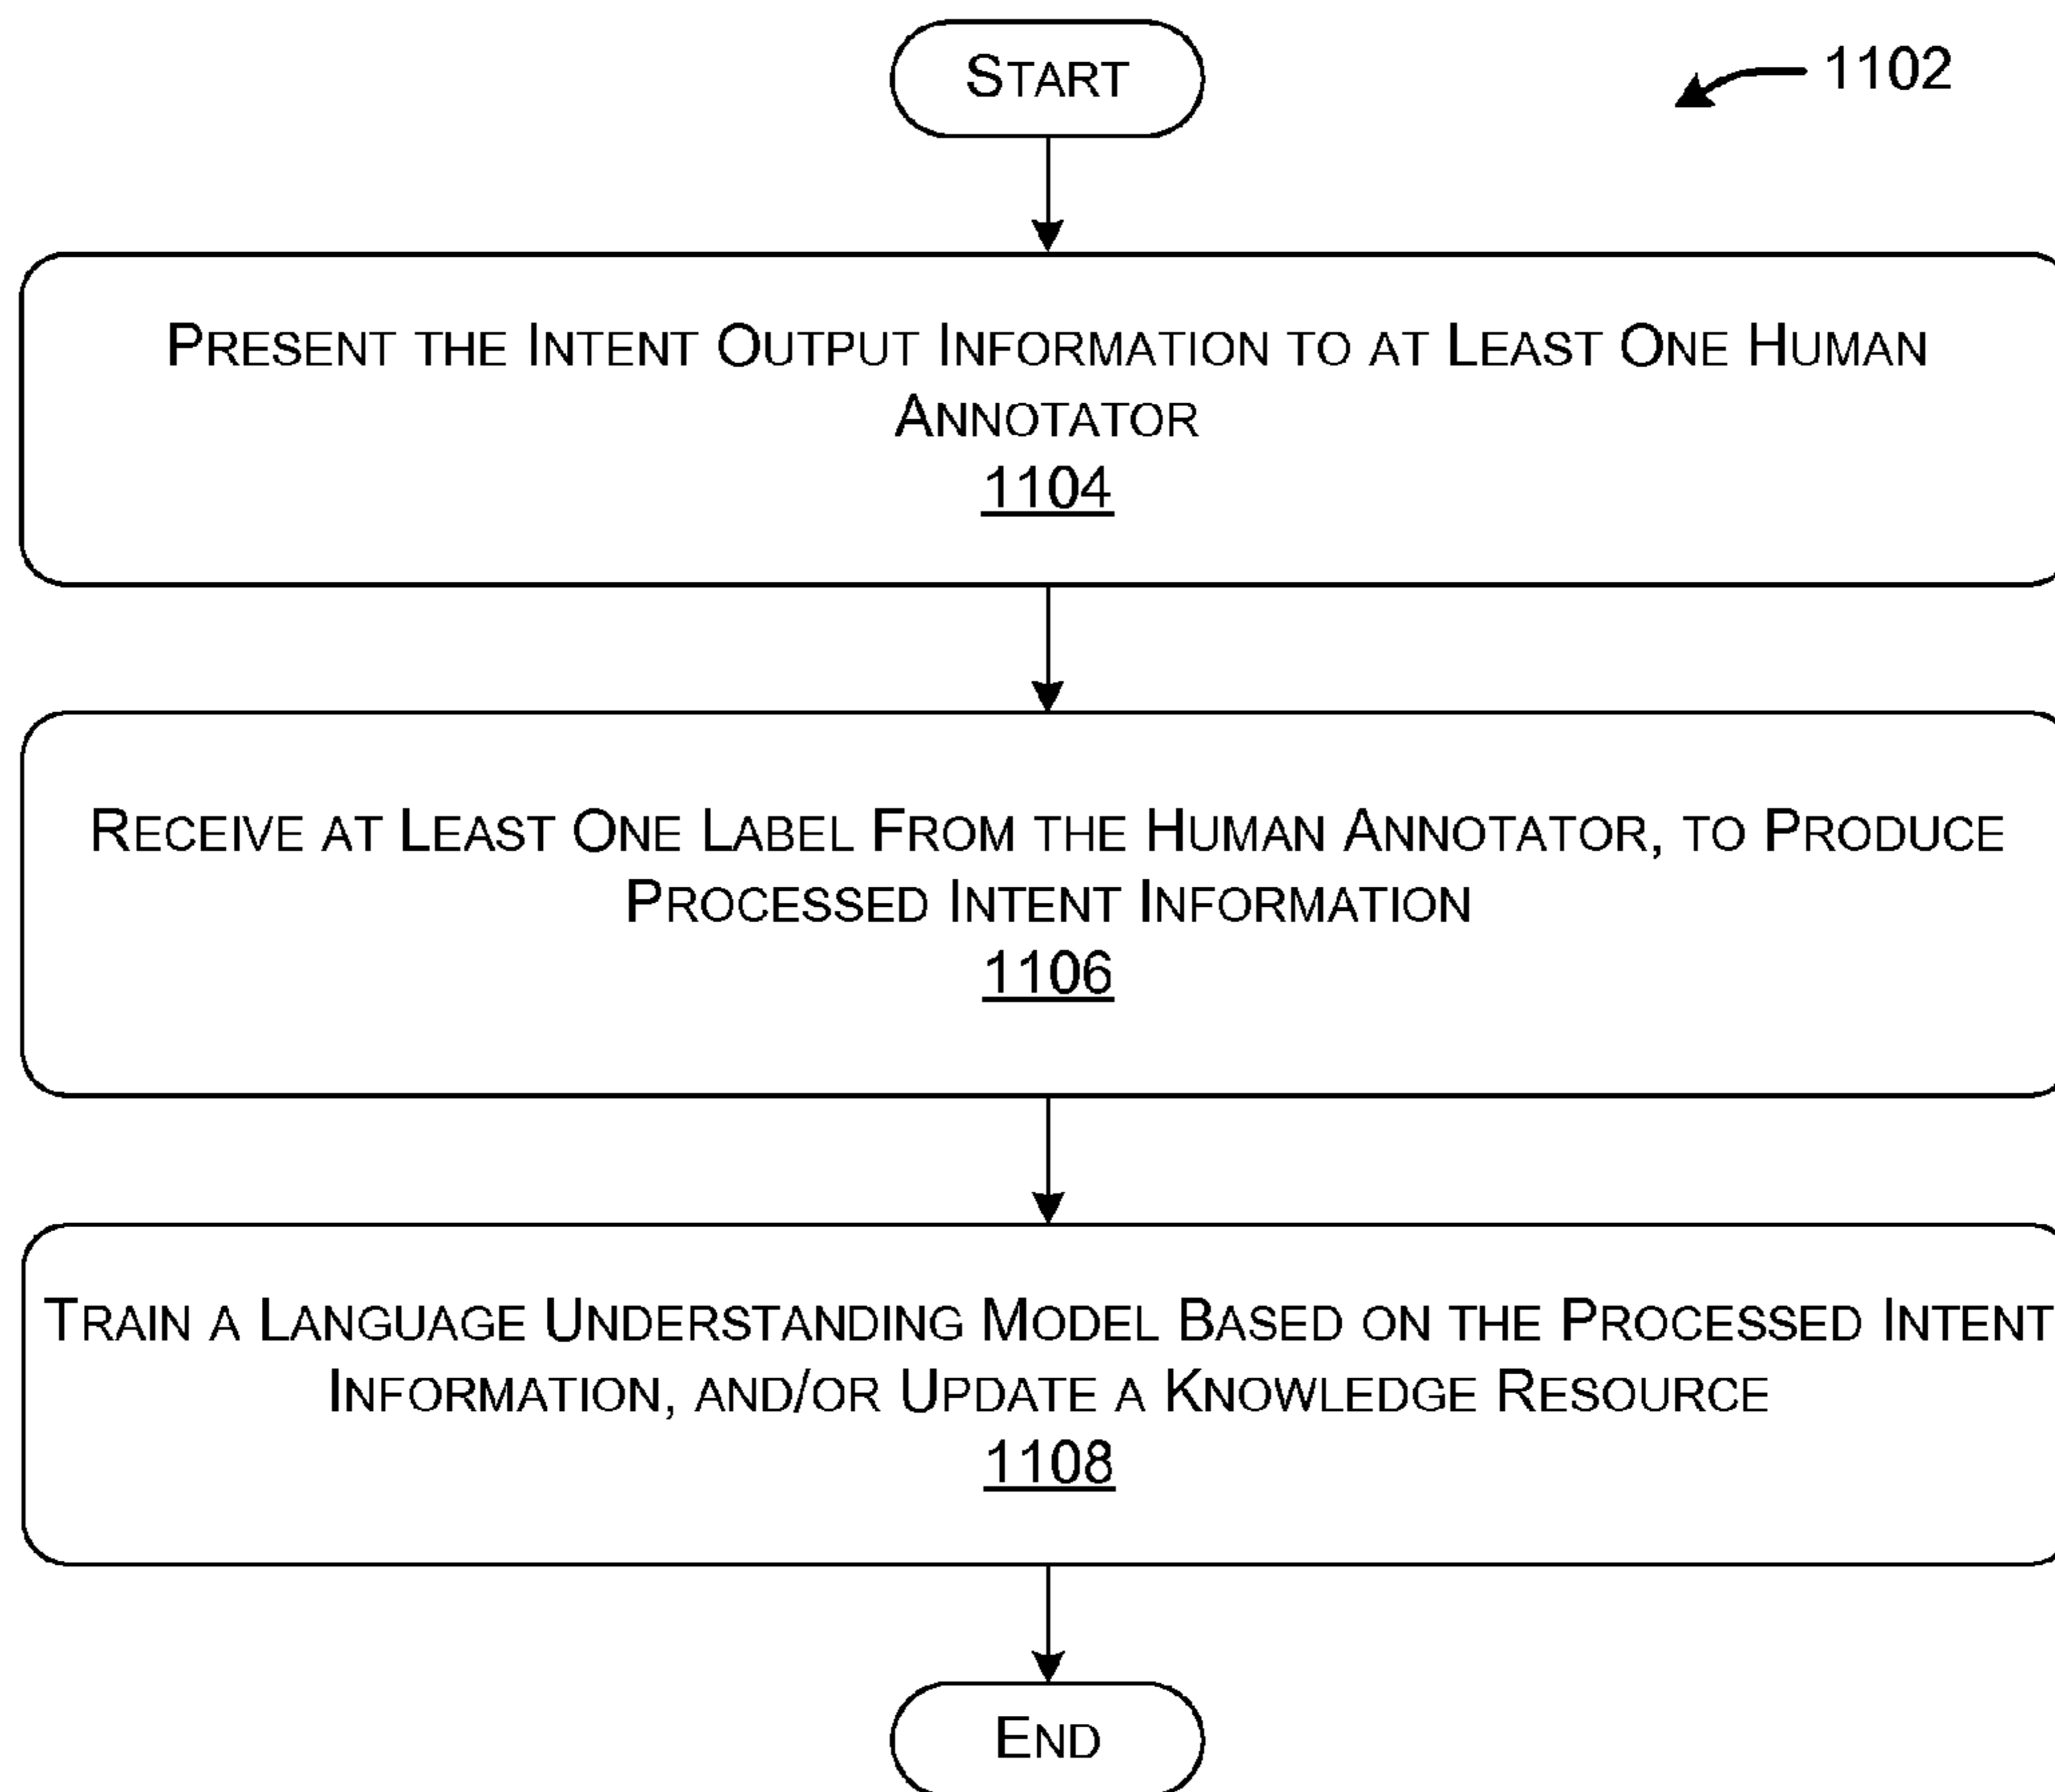 START
1102
PRESENT THE INTENT OUTPUT INFORMATION TO AT LEAST ONE HUMAN
ANNOTATOR
1104
RECEIVE AT LEAST ONE LABEL FROM THE HUMAN ANNOTATOR, TO PRODUCE
PROCESSED INTENT INFORMATION
1106
TRAIN A LANGUAGE UNDERSTANDING MODEL BASED ON THE PROCESSED INTENT
INFORMATION, AND/OR UPDATE A KNOWLEDGE RESOURCE
1108
END